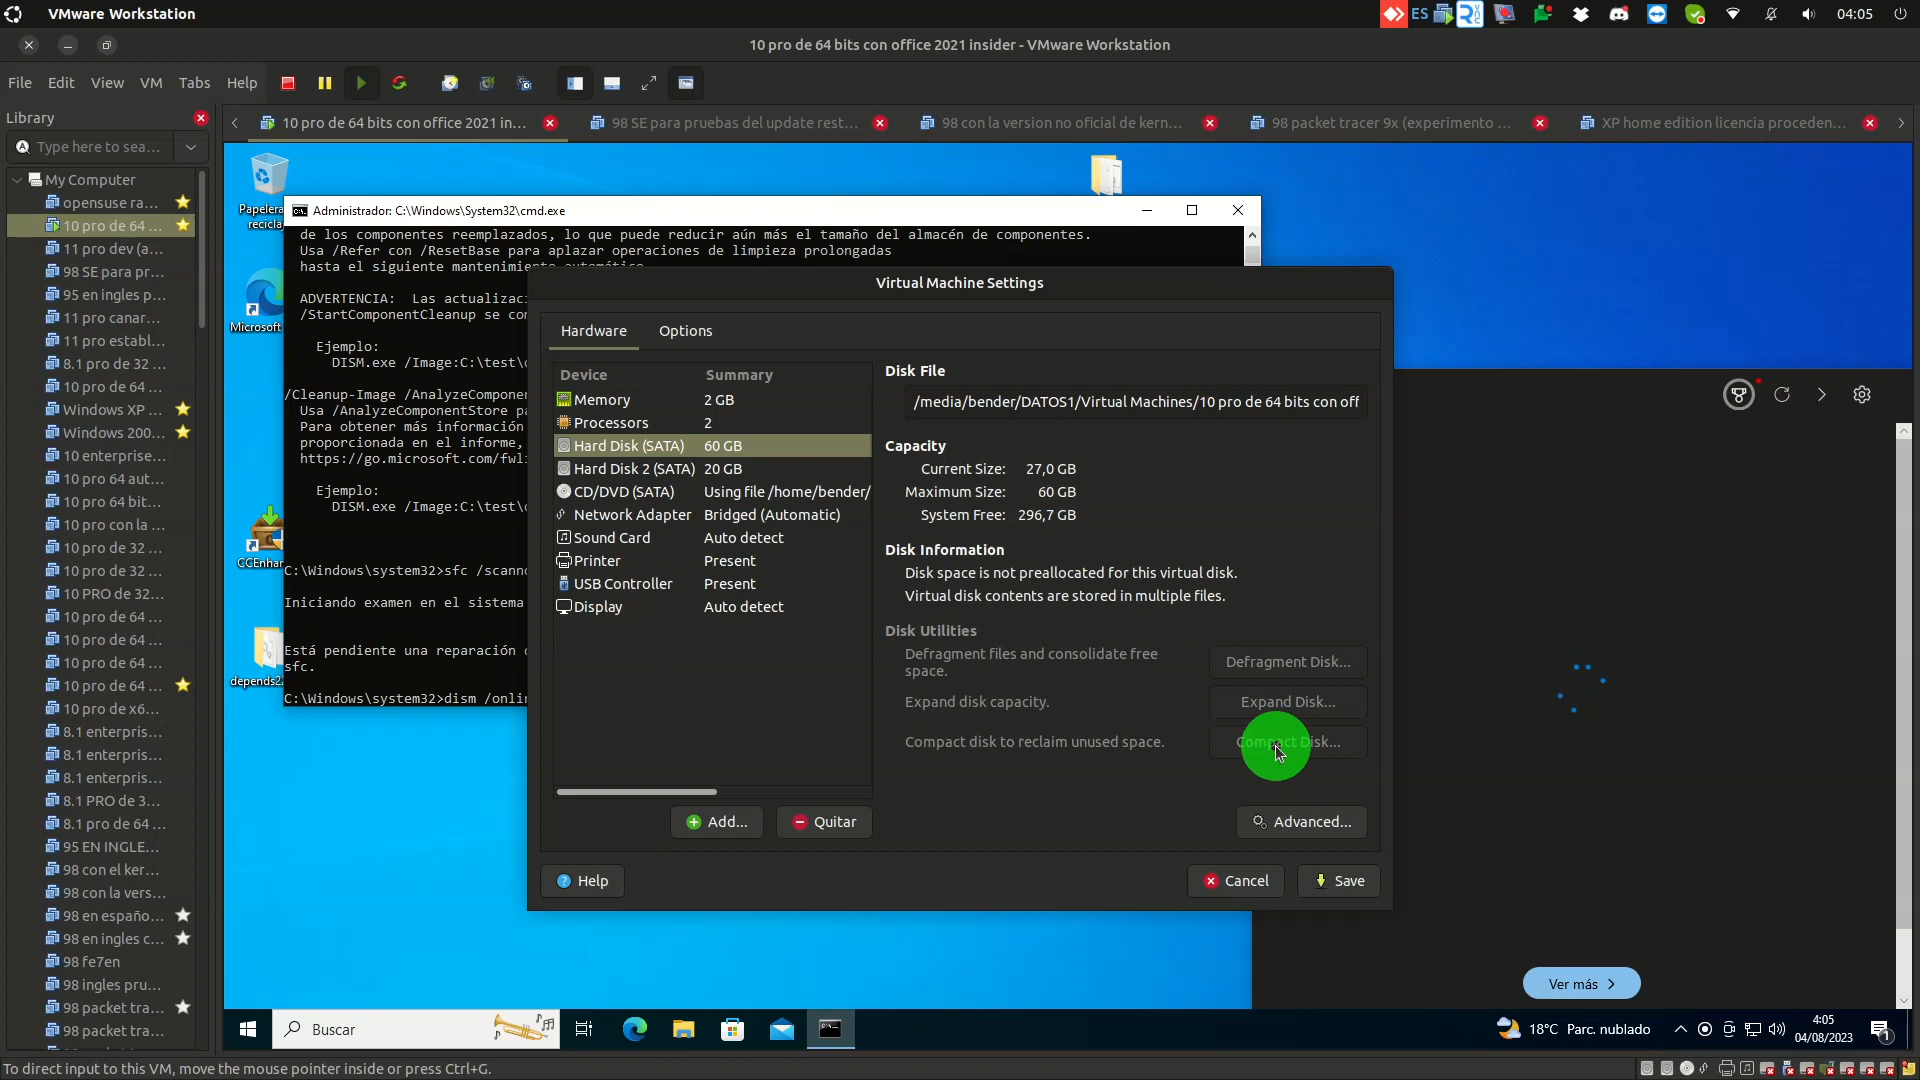 VMware Workstation
ES
04:05
10 pro de 64 bits con office 2021 insider - VMware Workstation
File Edit View VM Tabs Help
Library
10 pro de 64 bits con office 2021 in...
98 SE para pruebas del update rest...
98 con la version no oficial de kern...
98 packet tracer 9x (experimento ...
XP home edition licencia proceden...
Type here to sea...
My Computer
opensuse ra...
10 pro de 64 ...
11 pro dev (a...
98 SE para pr...
95 en ingles p...
11 pro canar...
11 pro establ...
8.1 pro de 32 ...
10 pro de 64 ...
Windows XP ...
Windows 200...
10 enterprise...
10 pro 64 aut...
10 pro 64 bit...
10 pro con la ...
10 pro de 32 ...
10 pro de 32 ...
10 PRO de 32...
10 pro de 64 ...
10 pro de 64 ...
10 pro de 64 ...
10 pro de 64 ...
10 pro de x6...
8.1 enterpris...
8.1 enterpris...
8.1 enterpris...
8.1 PRO de 3...
8.1 pro de 64 ...
95 EN INGLE...
98 con el ker...
98 con la vers...
98 en españo...
98 en ingles c...
98 fe7en
98 ingles pru...
98 packet tra...
98 packet tra...
Papelera
recicla
Microsoft
CCEnhan
depends22
Administrador: C:\Windows\System32\cmd.exe
de los componentes reemplazados, lo que puede reducir aún más el tamaño del almacén de componentes.
Usa /Refer con /ResetBase para aplazar operaciones de limpieza prolongadas
hasta el siguiente mantenimiento automático.
ADVERTENCIA: Las actualizaci
/StartComponentCleanup se con
Ejemplo:
DISM.exe /Image:C:\test\o
/Cleanup-Image /AnalyzeComponen
Usa /AnalyzeComponentStore pa
Para obtener más información
proporcionada en el informe,
https://go.microsoft.com/fwli
Ejemplo:
DISM.exe /Image:C:\test\o
C:\Windows\system32>sfc /scanno
Iniciando examen en el sistema
Está pendiente una reparación d
sfc.
C:\Windows\system32>dism /onlin
Virtual Machine Settings
Hardware Options
Device Summary
Memory 2 GB
Processors 2
Hard Disk (SATA) 60 GB
Hard Disk 2 (SATA) 20 GB
CD/DVD (SATA) Using file /home/bender/
Network Adapter Bridged (Automatic)
Sound Card Auto detect
Printer Present
USB Controller Present
Display Auto detect
Add...
Quitar
Disk File
/media/bender/DATOS1/Virtual Machines/10 pro de 64 bits con off
Capacity
Current Size: 27,0 GB
Maximum Size: 60 GB
System Free: 296,7 GB
Disk Information
Disk space is not preallocated for this virtual disk.
Virtual disk contents are stored in multiple files.
Disk Utilities
Defragment files and consolidate free
space.
Defragment Disk...
Expand disk capacity.
Expand Disk...
Compact disk to reclaim unused space.
Compact Disk...
Advanced...
Help
Cancel
Save
Ver más
Buscar
18°C Parc. nublado
4:05
04/08/2023
1
To direct input to this VM, move the mouse pointer inside or press Ctrl+G.